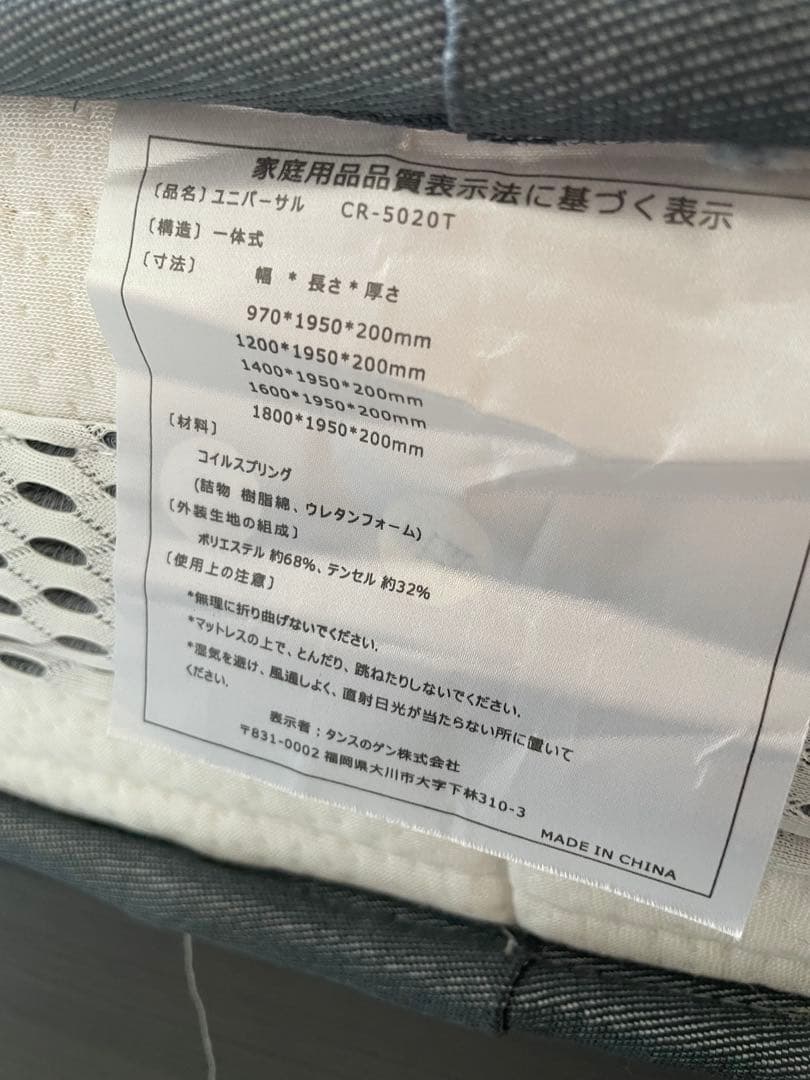 家庭用品品質表示法に基づく表示
〔品名〕ユニバーサル CR-5020T
〔構造〕一体式
〔寸法〕 幅 * 長さ * 厚さ
970*1950*200mm
1200*1950*200mm
1400*1950*200mm
1600*1950*200mm
1800*1950*200mm
〔材料〕
コイルスプリング
(詰物 樹脂綿、ウレタンフォーム)
〔外装生地の組成〕
ポリエステル 約68%、テンセル 約32%
〔使用上の注意〕
*無理に折り曲げないでください.
*マットレスの上で、とんだり、跳ねたりしないでください.
*湿気を避け、風通しよく、直射日光が当たらない所に置いて
ください.
表示者；タンスのゲン株式会社
〒831-0002 福岡県大川市大字下林310-3
MADE IN CHINA